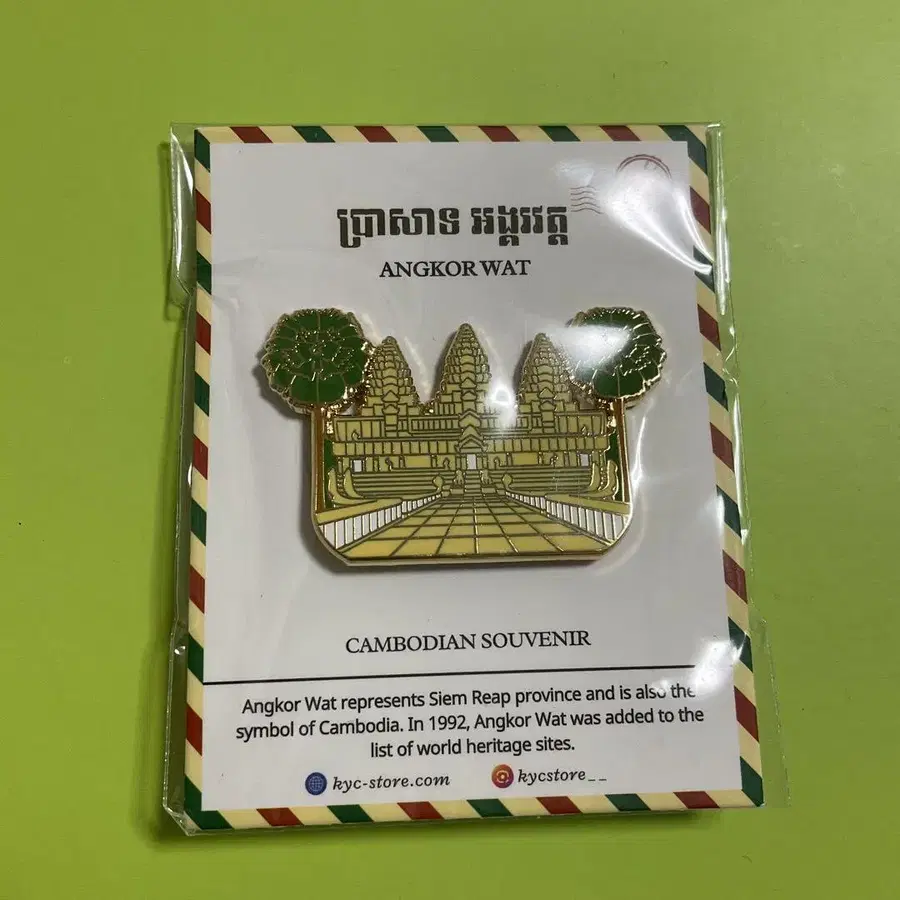 ប្រាសាទ អង្គរវត្ត
ANGKOR WAT
CAMBODIAN SOUVENIR
Angkor Wat represents Siem Reap province and is also the
symbol of Cambodia. In 1992, Angkor Wat was added to the
list of world heritage sites.
kyc-store.com kycstore__